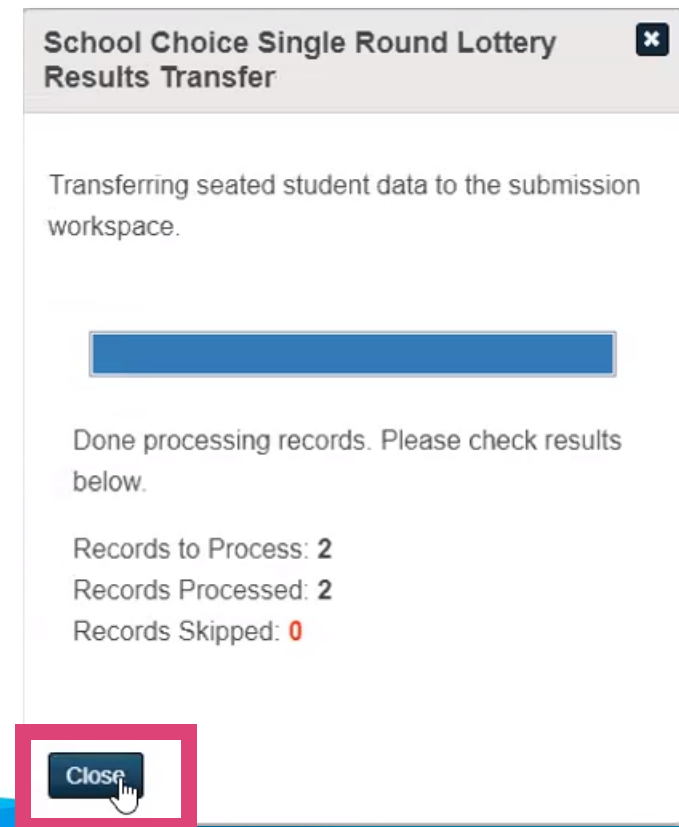 School Choice Single Round Lottery
Results Transfer
Transferring seated student data to the submission
workspace.
Done processing records. Please check results
below.
Records to Process: 2
Records Processed: 2
Records Skipped: 0
Close